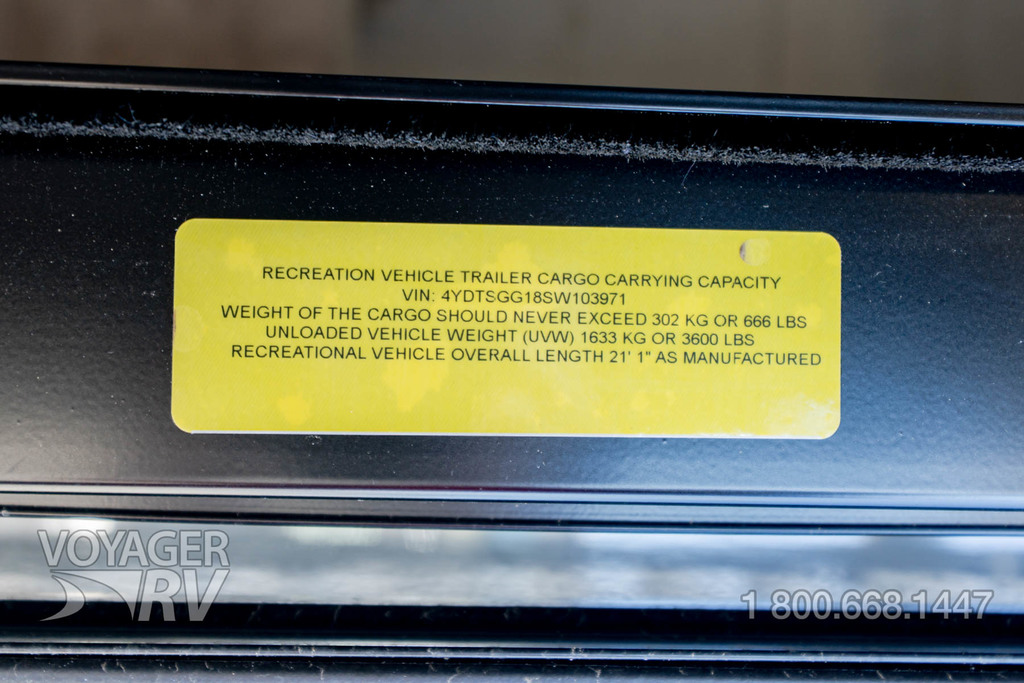 RECREATION VEHICLE TRAILER CARGO CARRYING CAPACITY
VIN: 4YDTSGG18SW103971
WEIGHT OF THE CARGO SHOULD NEVER EXCEED 302 KG OR 666 LBS
UNLOADED VEHICLE WEIGHT (UVW) 1633 KG OR 3600 LBS
RECREATIONAL VEHICLE OVERALL LENGTH 21' 1" AS MANUFACTURED
VOYAGER
RV
1 800.668.1447